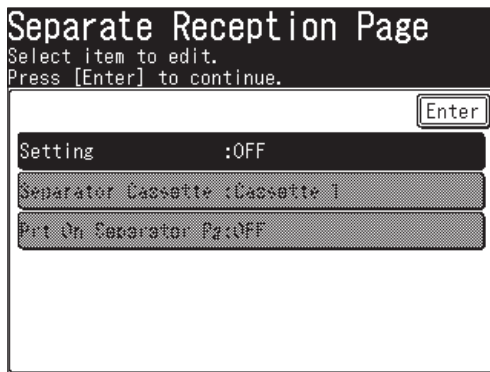 Separate Reception Page
Select item to edit.
Press [Enter] to continue.
Enter
Setting :OFF
Separator Cassette :Cassette 1
Prt On Separator Pg:OFF